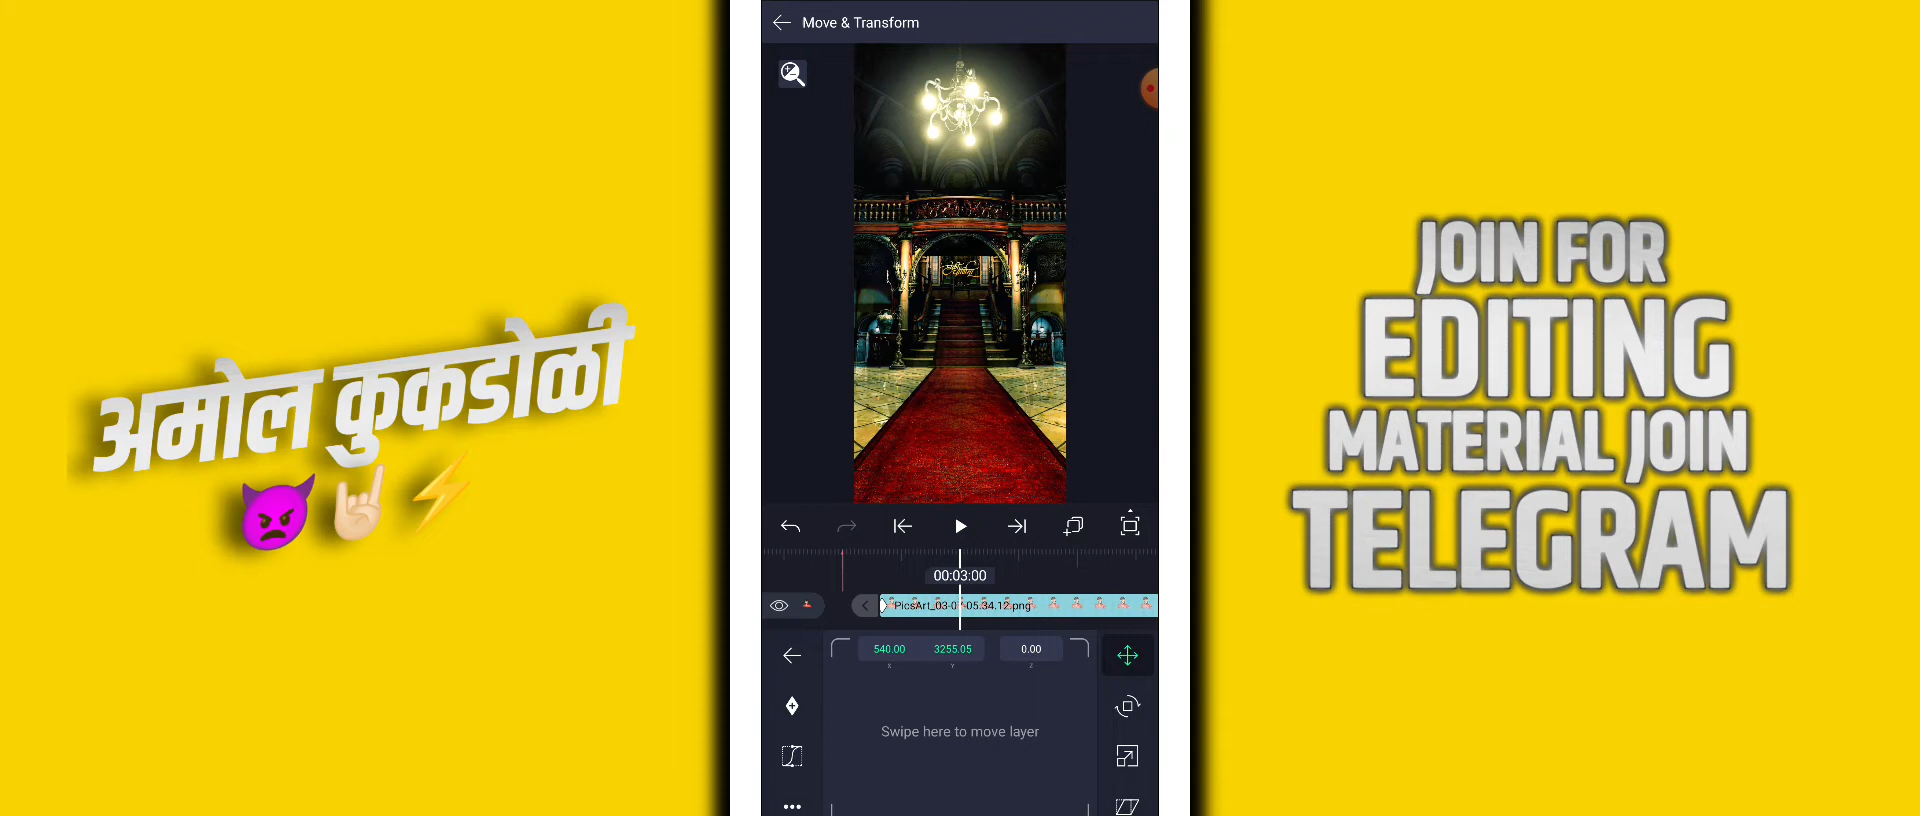 Move & Transform
अमोल कुकडोळी
😈🤘🏻⚡
JOIN FOR
EDITING
MATERIAL JOIN
TELEGRAM
00:03:00
PicsArt_03-07-05.34.12.png
540.00 3255.05 0.00
X Y Z
Swipe here to move layer